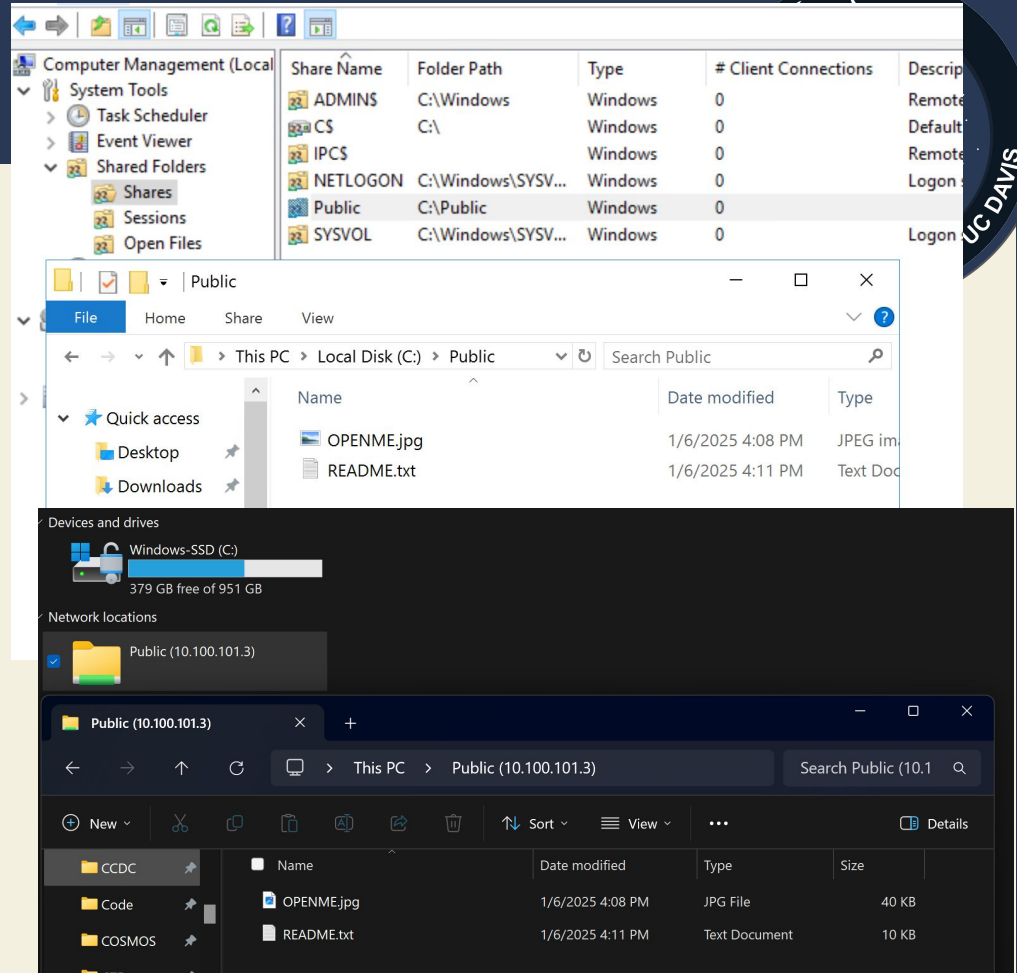 Computer Management (Local
System Tools
Task Scheduler
Event Viewer
Shared Folders
Shares
Sessions
Open Files
Share Name Folder Path Type # Client Connections Descrip
ADMIN$ C:\Windows Windows 0 Remote
C$ C:\ Windows 0 Default
IPC$ Windows 0 Remote
NETLOGON C:\Windows\SYSV... Windows 0 Logon
Public C:\Public Windows 0
SYSVOL C:\Windows\SYSV... Windows 0 Logon
UC DAVIS
Public
File Home Share View
This PC > Local Disk (C:) > Public Search Public
Name Date modified Type
Quick access
Desktop
Downloads
OPENME.jpg 1/6/2025 4:08 PM JPEG im
README.txt 1/6/2025 4:11 PM Text Doc
Devices and drives
Windows-SSD (C:)
379 GB free of 951 GB
Network locations
Public (10.100.101.3)
Public (10.100.101.3)
This PC > Public (10.100.101.3) Search Public (10.1
New Sort View ... Details
CCDC
Code
COSMOS
Name Date modified Type Size
OPENME.jpg 1/6/2025 4:08 PM JPG File 40 KB
README.txt 1/6/2025 4:11 PM Text Document 10 KB